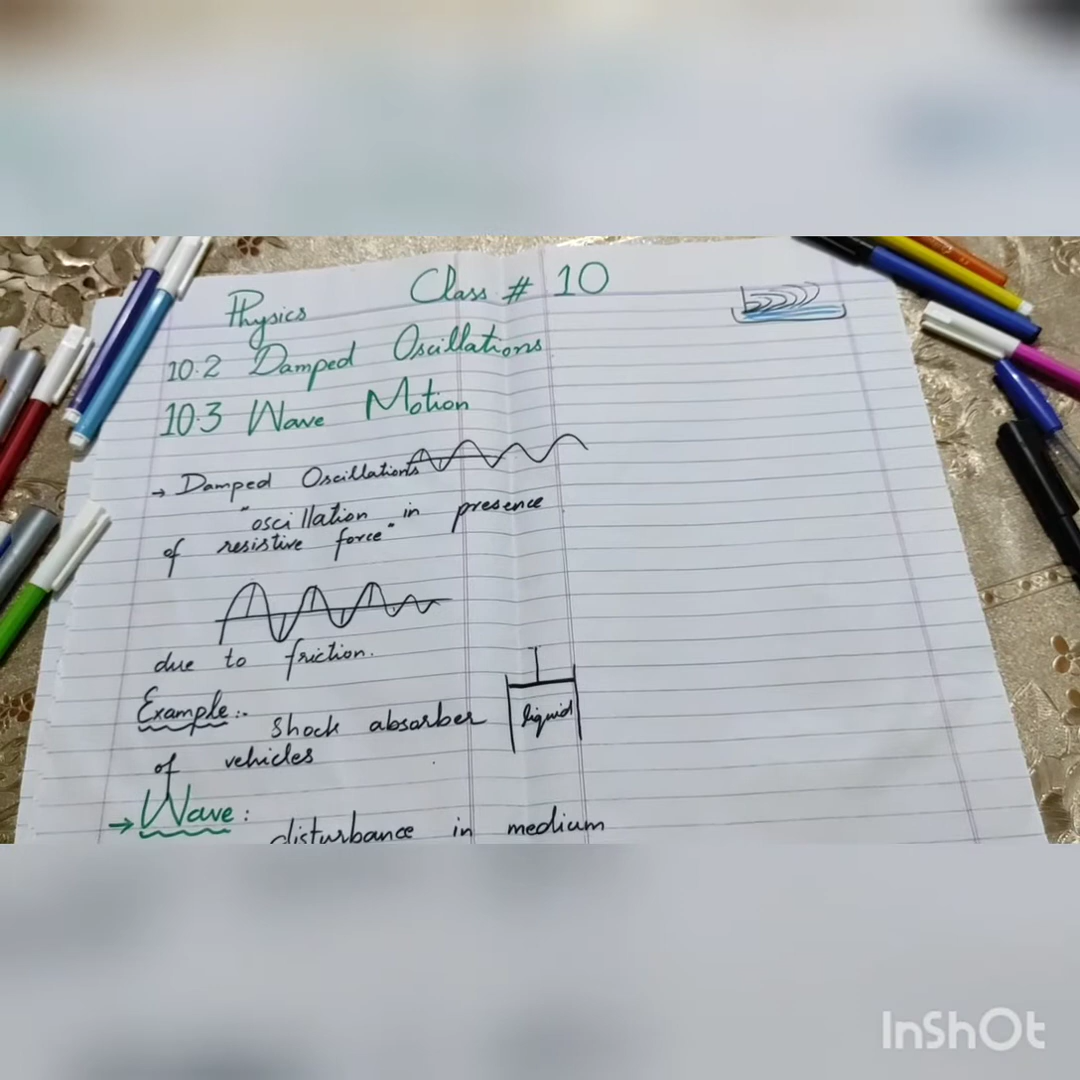 Physics Class # 10
10.2 Damped Oscillations
10.3 Wave Motion
→ Damped Oscillations
"oscillation in presence
of resistive force"
due to friction.
Example:- Shock absorber
liquid
of vehicles
→ Wave:
disturbance in medium
InShOt